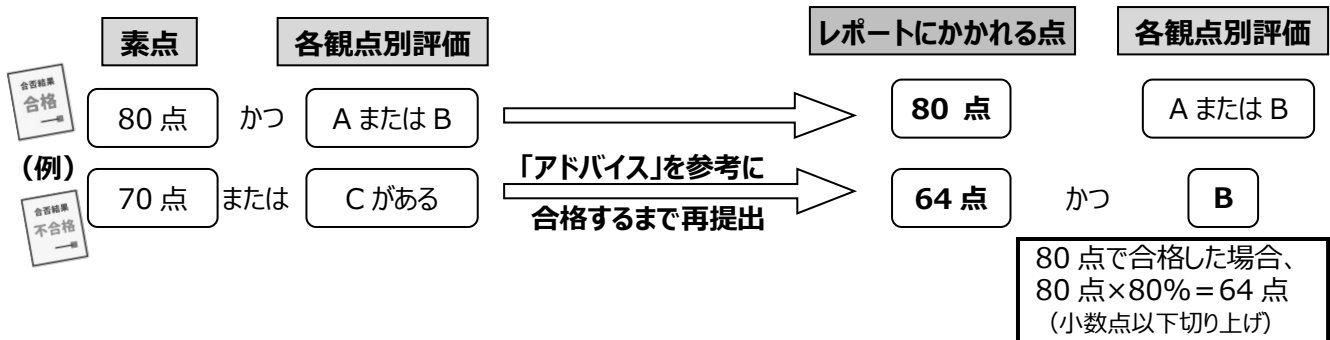 素点 各観点別評価 レポートにかかれる点 各観点別評価
合否結果
合格
80 点 かつ A または B 80 点 A または B
(例)
合否結果
不合格
70 点 または C がある 「アドバイス」を参考に 64 点 かつ B
合格するまで再提出
80 点で合格した場合、
80 点×80%=64 点
(小数点以下切り上げ)